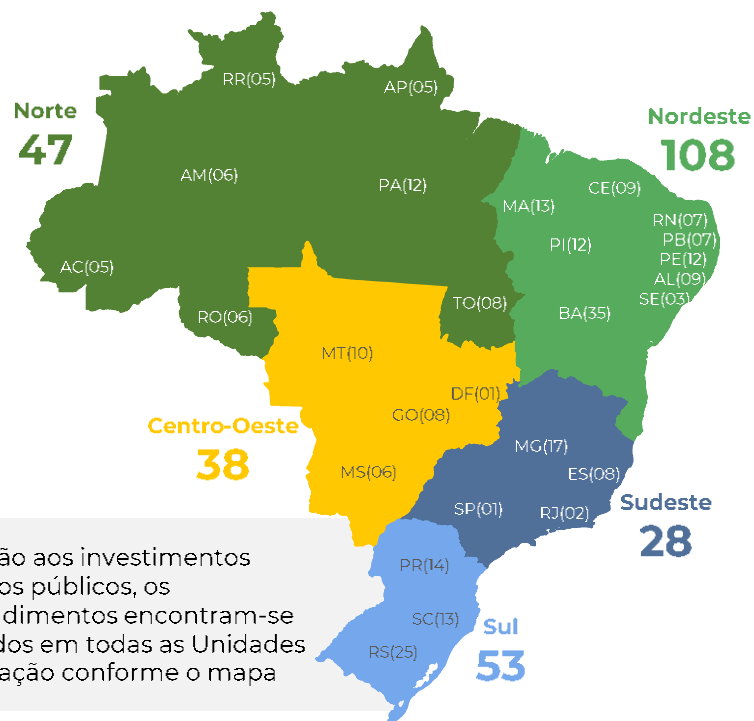 RR(05)
AP(05)
Norte
47
Nordeste
108
AM(06)
PA(12)
CE(09)
MA(13)
RN(07)
PI(12)
PB(07)
PE(12)
AC(05)
AL(09)
SE(03)
TO(08)
RO(06)
BA(35)
MT(10)
DF(01)
GO(08)
Centro-Oeste
38
MG(17)
MS(06)
ES(08)
SP(01)
RJ(02)
Sudeste
28
ão aos investimentos
os públicos, os
dimentos encontram-se
dos em todas as Unidades
ação conforme o mapa
PR(14)
SC(13)
Sul
53
RS(25)